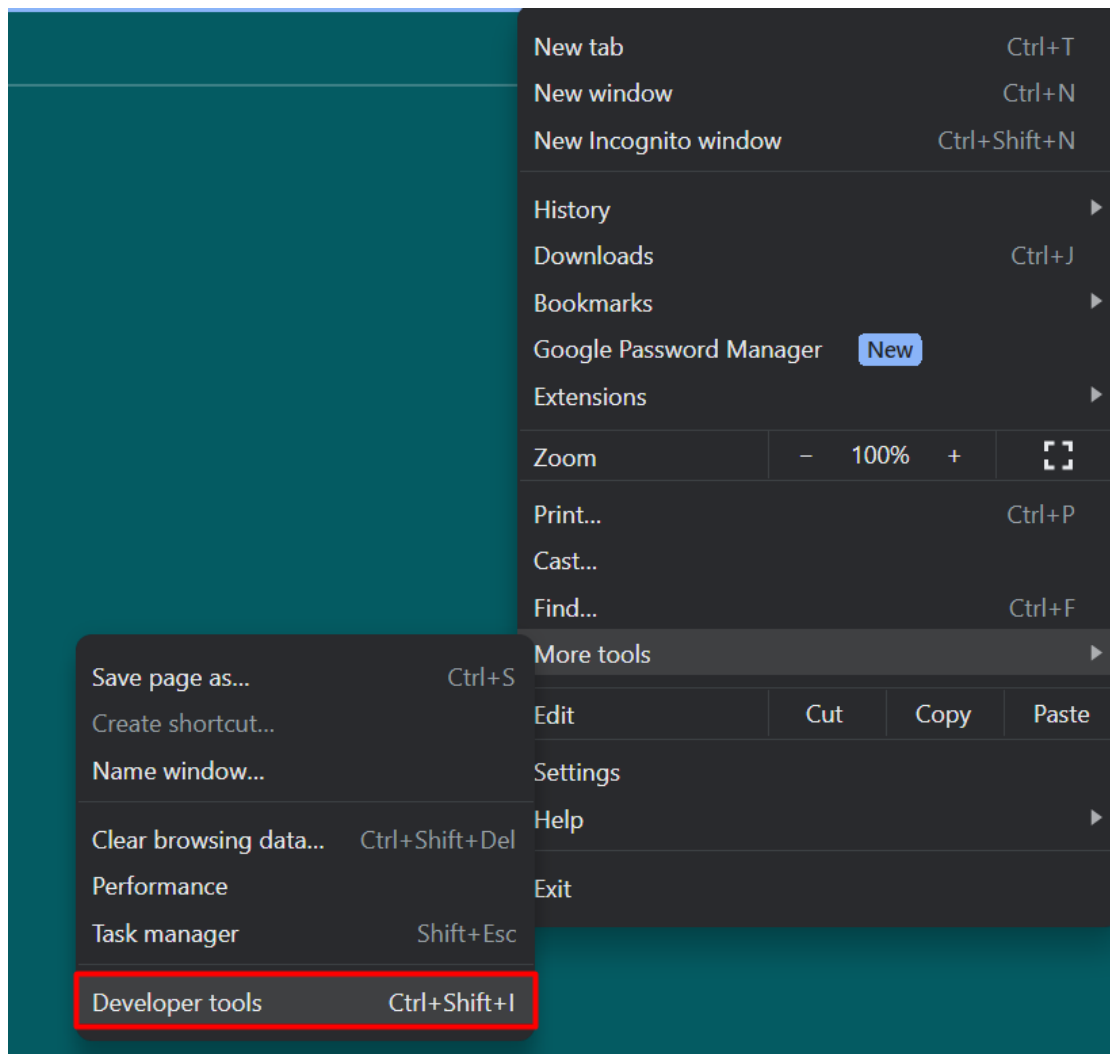 New tab Ctrl+T
New window Ctrl+N
New Incognito window Ctrl+Shift+N
History
Downloads Ctrl+J
Bookmarks
Google Password Manager New
Extensions
Zoom − 100% +
Print... Ctrl+P
Cast...
Find... Ctrl+F
More tools
Edit Cut Copy Paste
Settings
Help
Exit
Save page as... Ctrl+S
Create shortcut...
Name window...
Clear browsing data... Ctrl+Shift+Del
Performance
Task manager Shift+Esc
Developer tools Ctrl+Shift+I